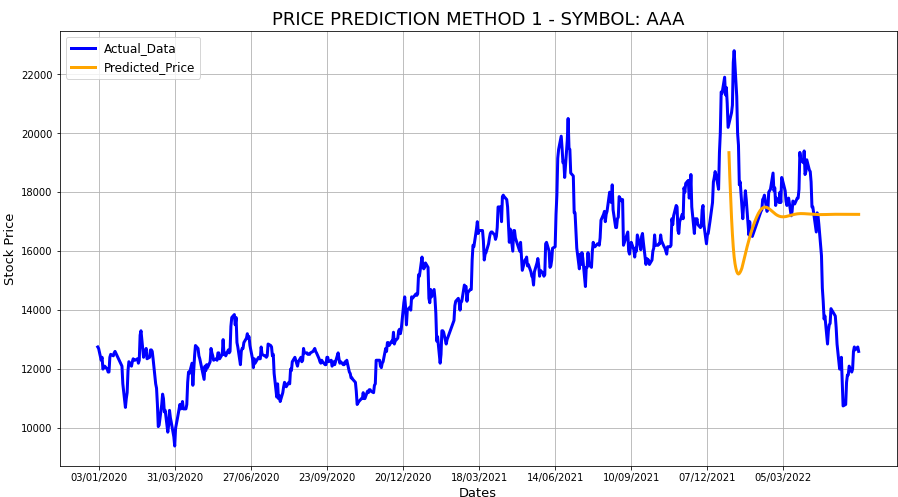 PRICE PREDICTION METHOD 1 - SYMBOL: AAA
Actual_Data
Predicted_Price
22000
20000
18000
16000
14000
12000
10000
Stock Price
03/01/2020 31/03/2020 27/06/2020 23/09/2020 20/12/2020 18/03/2021 14/06/2021 10/09/2021 07/12/2021 05/03/2022
Dates